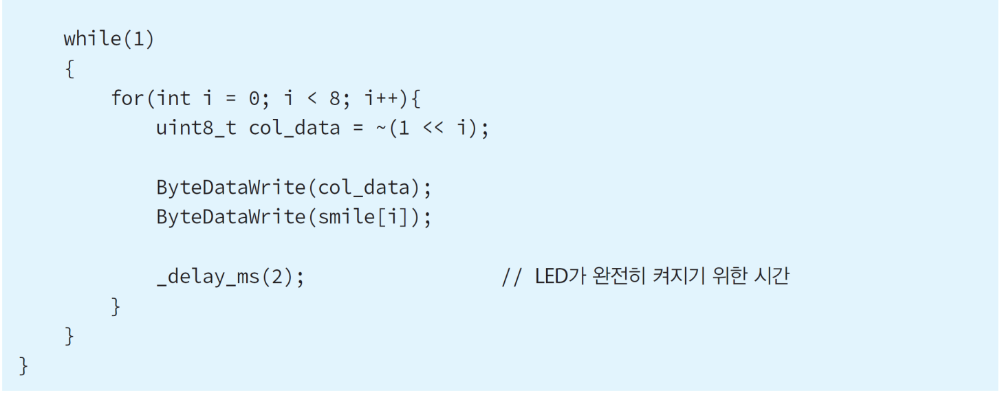 while(1)
{
for(int i = 0; i < 8; i++){
uint8_t col_data = ~(1 << i);
ByteDataWrite(col_data);
ByteDataWrite(smile[i]);
_delay_ms(2); // LED가 완전히 켜지기 위한 시간
}
}
}